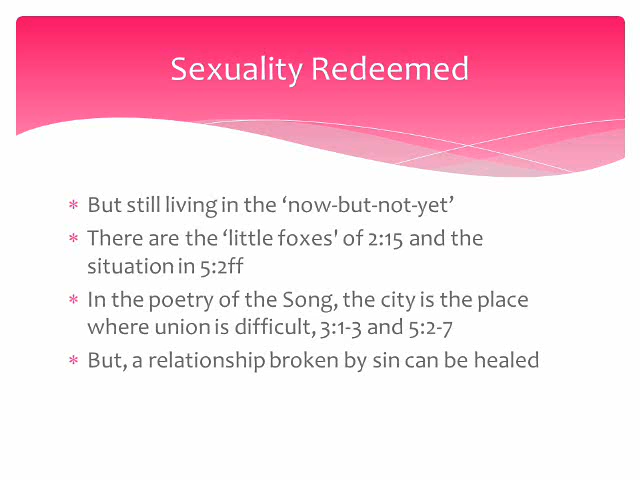 Sexuality Redeemed
* But still living in the ‘now-but-not-yet’
* There are the ‘little foxes' of 2:15 and the
situation in 5:2ff
* In the poetry of the Song, the city is the place
where union is difficult, 3:1-3 and 5:2-7
* But, a relationship broken by sin can be healed